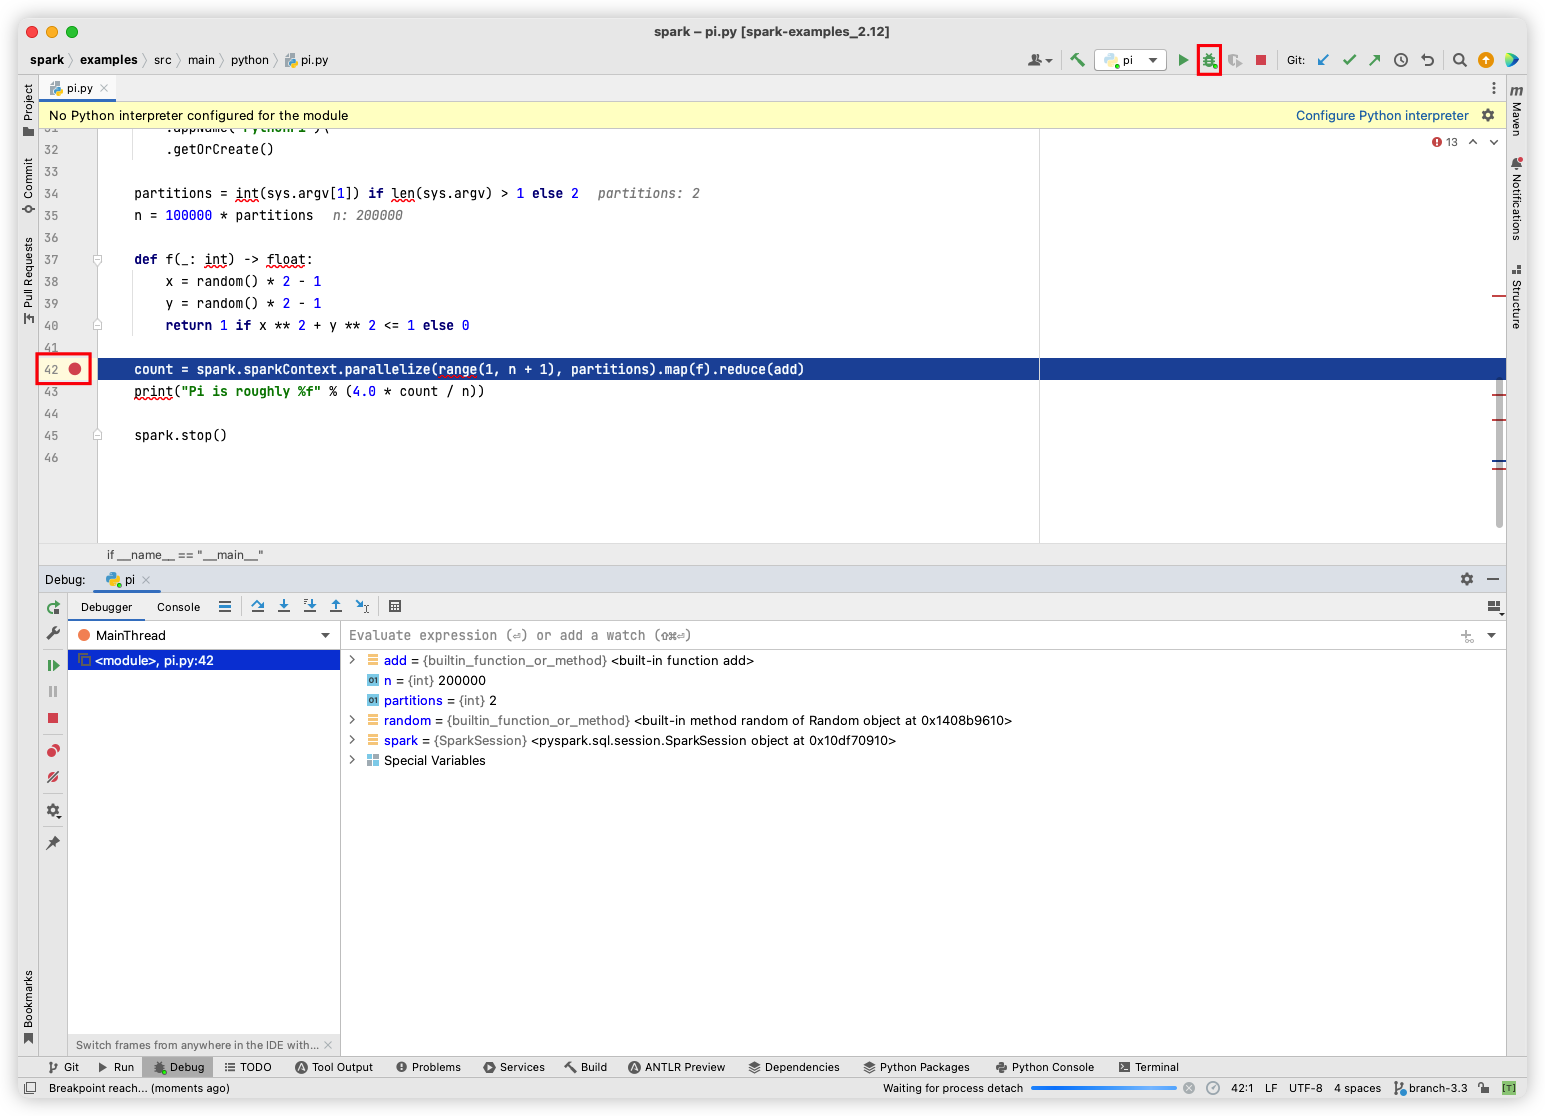 spark – pi.py [spark-examples_2.12]
spark examples src main python pi.py
pi
Git:
Project
Commit
Pull Requests
Bookmarks
m
Maven
Notifications
Structure
pi.py
No Python interpreter configured for the module
Configure Python interpreter
13
31 .appName("PythonPi")\
32 .getOrCreate()
33
34 partitions = int(sys.argv[1]) if len(sys.argv) > 1 else 2 partitions: 2
35 n = 100000 * partitions n: 200000
36
37 def f(_: int) -> float:
38 x = random() * 2 - 1
39 y = random() * 2 - 1
40 return 1 if x ** 2 + y ** 2 <= 1 else 0
41
42 count = spark.sparkContext.parallelize(range(1, n + 1), partitions).map(f).reduce(add)
43 print("Pi is roughly %f" % (4.0 * count / n))
44
45 spark.stop()
46
if __name__ == "__main__"
Debug: pi
Debugger Console
MainThread
Evaluate expression (⏎) or add a watch (⇧⌘⏎)
<module>, pi.py:42
add = {builtin_function_or_method} <built-in function add>
01 n = {int} 200000
01 partitions = {int} 2
random = {builtin_function_or_method} <built-in method random of Random object at 0x1408b9610>
spark = {SparkSession} <pyspark.sql.session.SparkSession object at 0x10df70910>
Special Variables
Switch frames from anywhere in the IDE with...
Git Run Debug TODO Tool Output Problems Services Build ANTLR Preview Dependencies Python Packages Python Console Terminal
Breakpoint reach... (moments ago)
Waiting for process detach
42:1 LF UTF-8 4 spaces branch-3.3 [T]